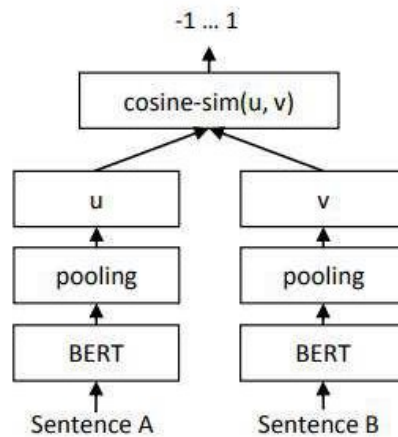 -1 … 1
cosine-sim(u, v)
u
v
pooling
pooling
BERT
BERT
Sentence A
Sentence B